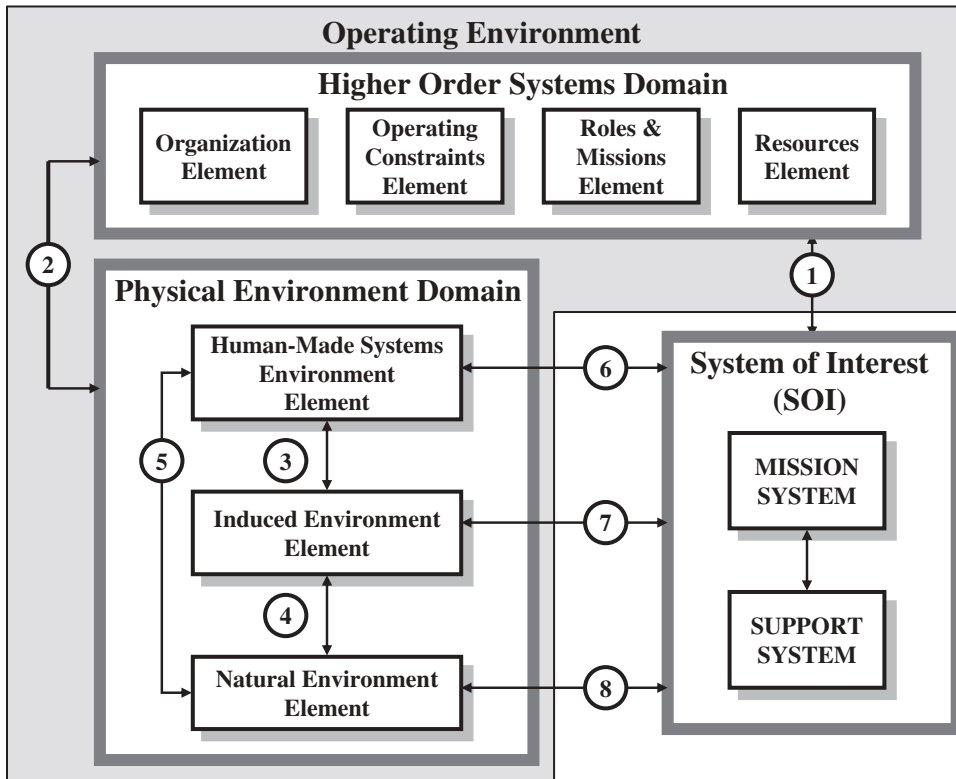 Operating Environment
Higher Order Systems Domain
Organization
Element
Operating
Constraints
Element
Roles &
Missions
Element
Resources
Element
2
1
Physical Environment Domain
Human-Made Systems
Environment
Element
6
System of Interest
(SOI)
5
3
MISSION
SYSTEM
Induced Environment
Element
7
4
SUPPORT
SYSTEM
Natural Environment
Element
8